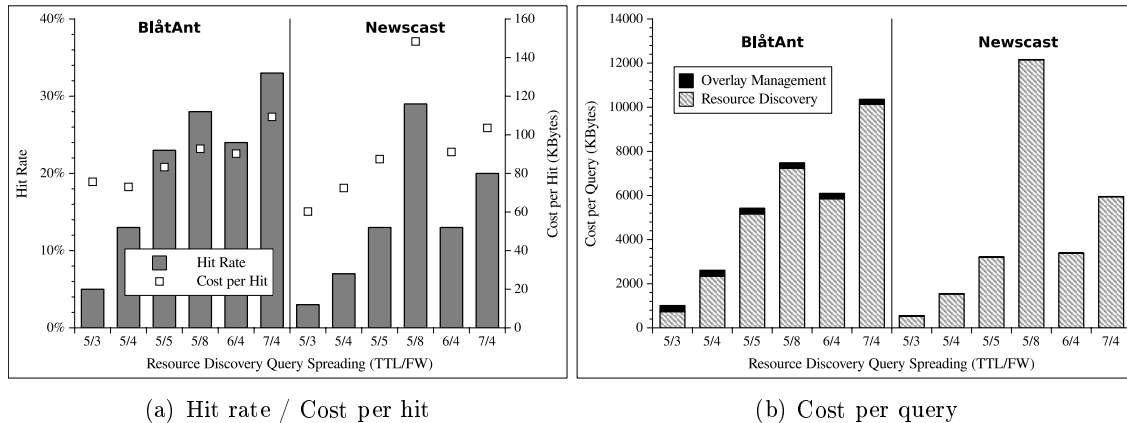 BlåtAnt Newscast
40%
30%
20%
10%
0%
Hit Rate
160
140
120
100
80
60
40
20
0
Cost per Hit (KBytes)
Hit Rate
Cost per Hit
5/3 5/4 5/5 5/8 6/4 7/4 5/3 5/4 5/5 5/8 6/4 7/4
Resource Discovery Query Spreading (TTL/FW)
(a) Hit rate / Cost per hit
14000
12000
10000
8000
6000
4000
2000
0
Cost per Query (KBytes)
BlåtAnt Newscast
Overlay Management
Resource Discovery
5/3 5/4 5/5 5/8 6/4 7/4 5/3 5/4 5/5 5/8 6/4 7/4
Resource Discovery Query Spreading (TTL/FW)
(b) Cost per query